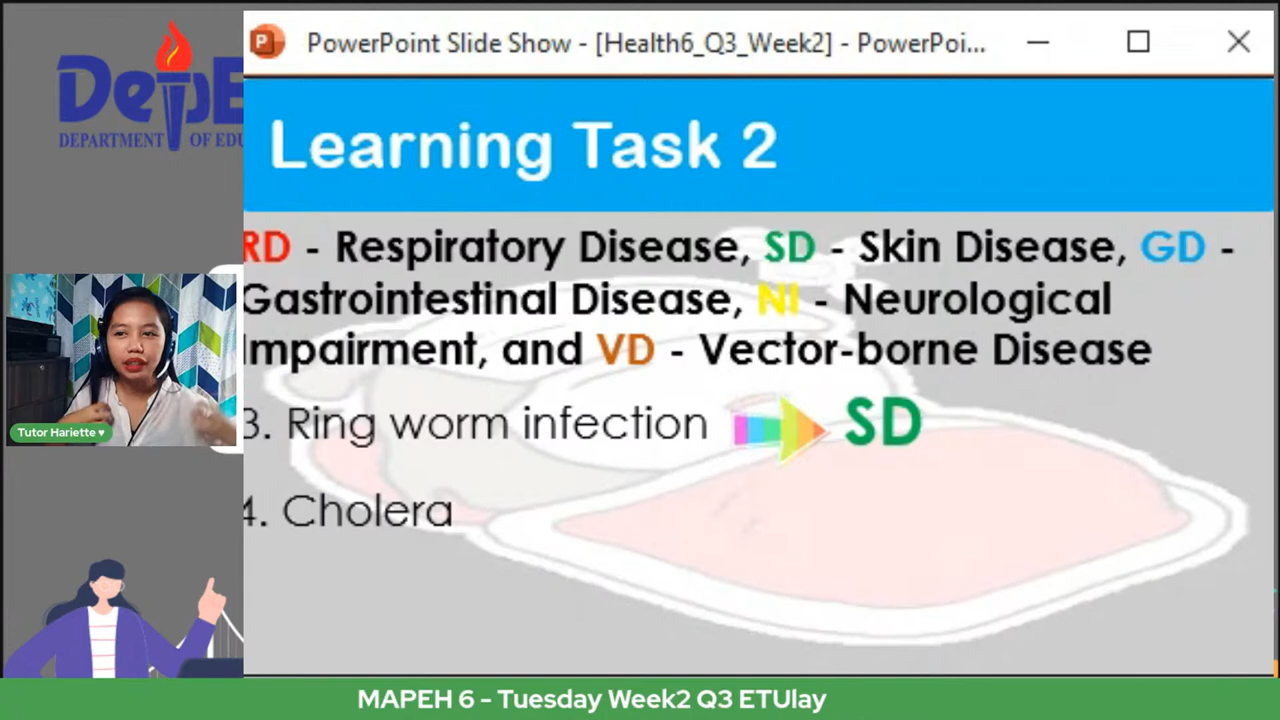 PowerPoint Slide Show - [Health6_Q3_Week2] - PowerPoi...
DepE
DEPARTMENT OF EDU
Learning Task 2
RD - Respiratory Disease, SD - Skin Disease, GD -
Gastrointestinal Disease, NI - Neurological
Impairment, and VD - Vector-borne Disease
3. Ring worm infection SD
4. Cholera
Tutor Hariette ♥
MAPEH 6 - Tuesday Week2 Q3 ETUlay